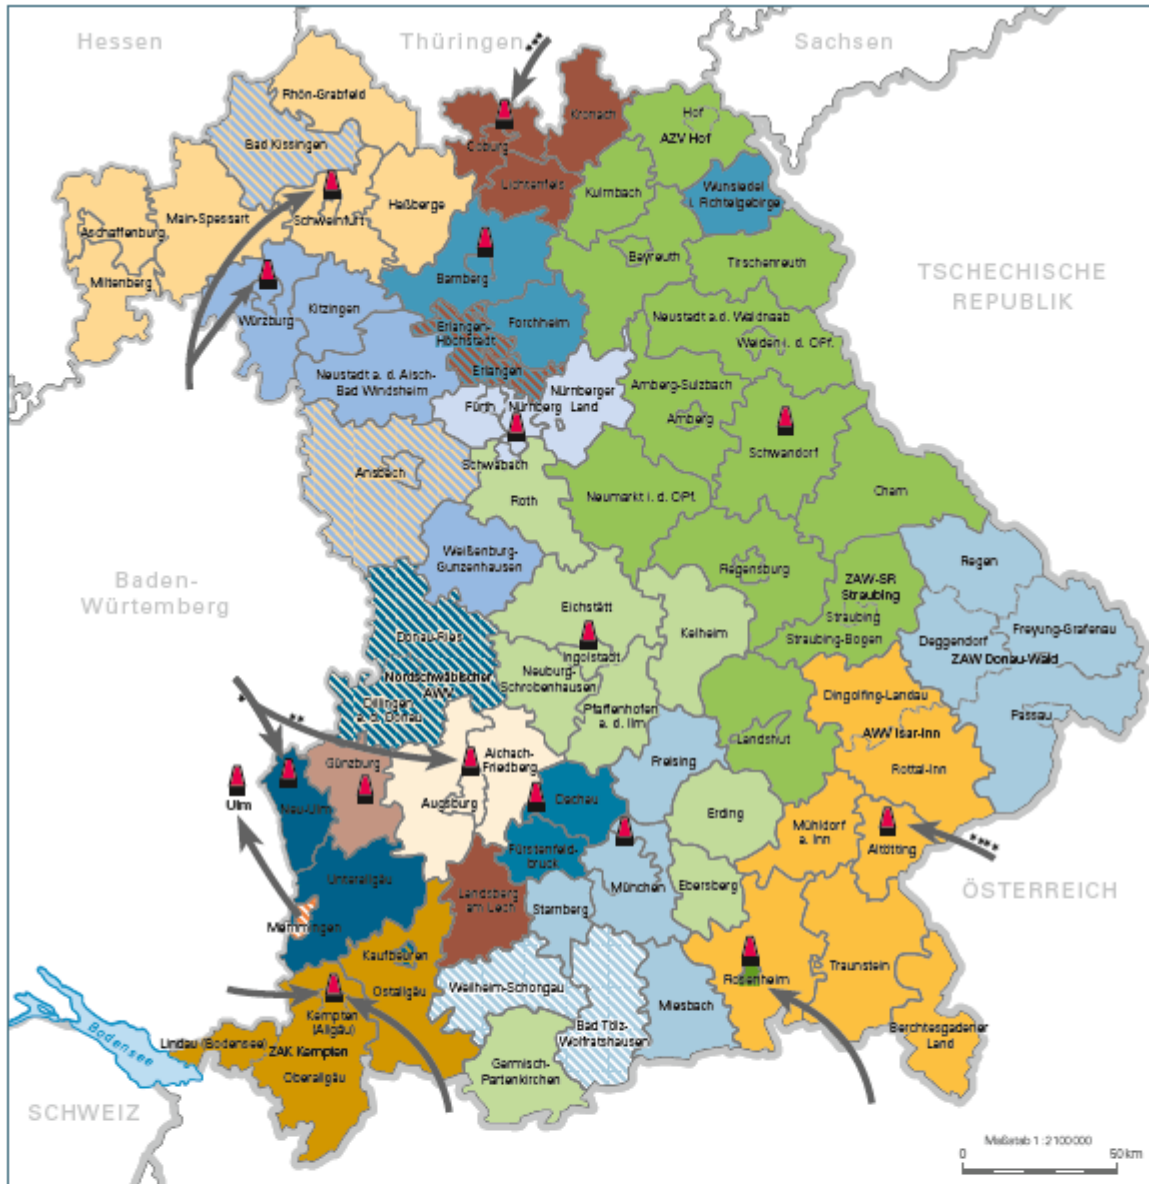 Hessen
Thüringen
***
Sachsen
Rhön-Grabfeld
Hof
AZV Hof
Kronach
Coburg
Bad Kissingen
Lichtenfels
Kulmbach
Wunsiedel
i. Richtelgebirge
Main-Spessart
Schweinfurt
Haßberge
Aschaffenburg
Bayreuth
Tirschenreuth
Miltenberg
Bamberg
TSCHECHISCHE
REPUBLIK
Würzburg
Kitzingen
Forchheim
Erlangen-
Höchstadt
Neustadt a.d. Waldnaab
Weiden i. d. OPf.
Neustadt a. d. Aisch-
Bad Windsheim
Erlangen
Nürnberger
Land
Amberg-Sulzbach
Fürth
Nürnberg
Amberg
Schwandorf
Ansbach
Schwabach
Roth
Neumarkt i. d. OPf.
Cham
Weißenburg-
Gunzenhausen
Regensburg
Regen
Baden-
Würtemberg
ZAW-SR
Straubing
Straubing
Straubing-Bogen
Eichstätt
Kelheim
Deggendorf
Freyung-Grafenau
ZAW Donau-Wald
Donau-Ries
Ingolstadt
Nordschwäbischer
AWV
Neuburg-
Schrobenhausen
Dingolfing-Landau
Dillingen
a. d. Donau
Pfaffenhofen
a. d. Ilm
Passau
*
**
Landshut
AWV Isar-Inn
Aichach-
Friedberg
Freising
Rottal-Inn
Günzburg
Ulm
Neu-Ulm
Augsburg
Dachau
Erding
Mühldorf
a. Inn
Altötting
****
Fürstenfeld-
bruck
Unterallgäu
Landsberg
am Lech
München
Ebersberg
ÖSTERREICH
Starnberg
Memmingen
Kaufbeuren
Traunstein
Rosenheim
Ostallgäu
Weilheim-Schongau
Miesbach
Kempten
(Allgäu)
Bad Tölz-
Wolfratshausen
Berchtesgadener
Land
Bodensee
Lindau (Bodensee)
ZAK Kempten
Oberallgäu
Garmisch-
Partenkirchen
SCHWEIZ
Maßstab 1 : 2100000
0
50 km